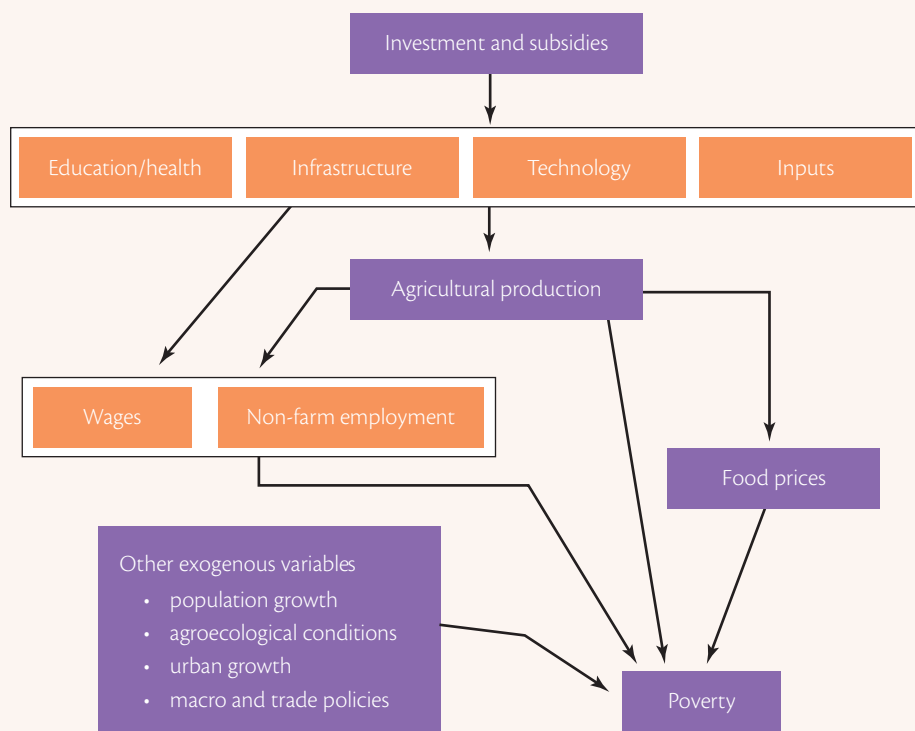 Investment and subsidies
Education/health
Infrastructure
Technology
Inputs
Agricultural production
Wages
Non-farm employment
Food prices
Other exogenous variables
• population growth
• agroecological conditions
• urban growth
• macro and trade policies
Poverty